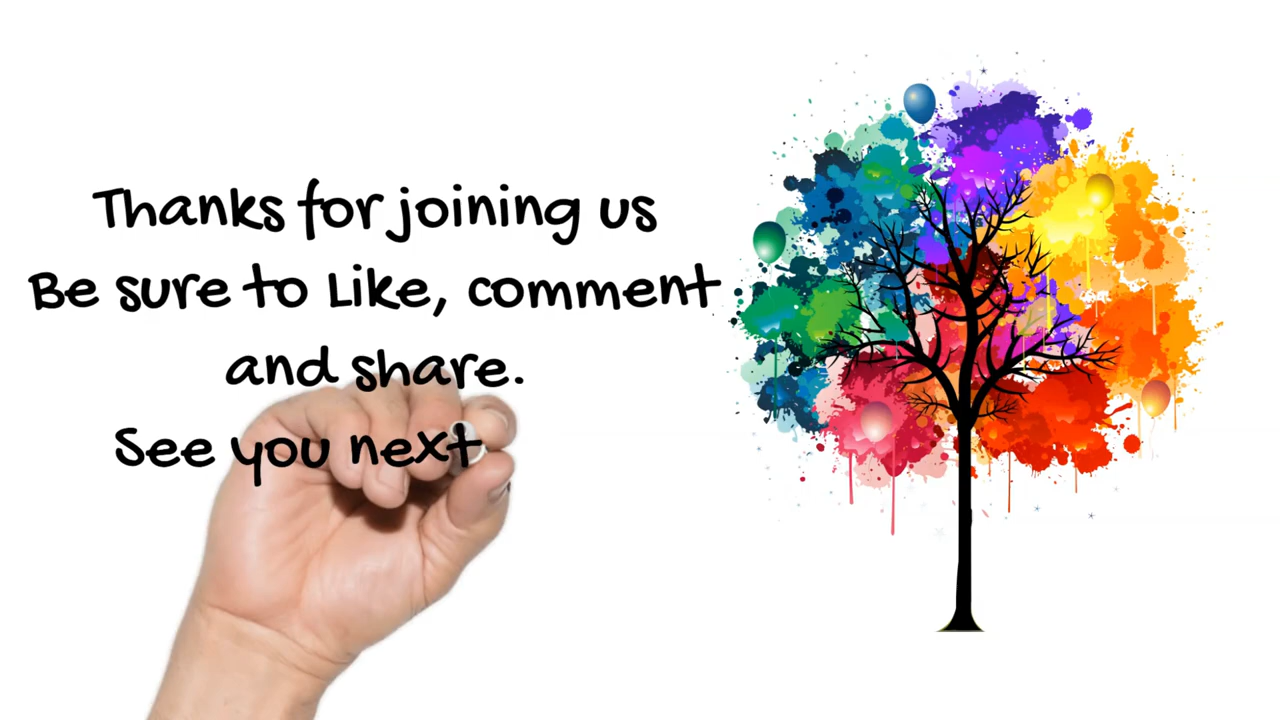 Thanks for joining us
Be sure to Like, comment
and share.
See you next